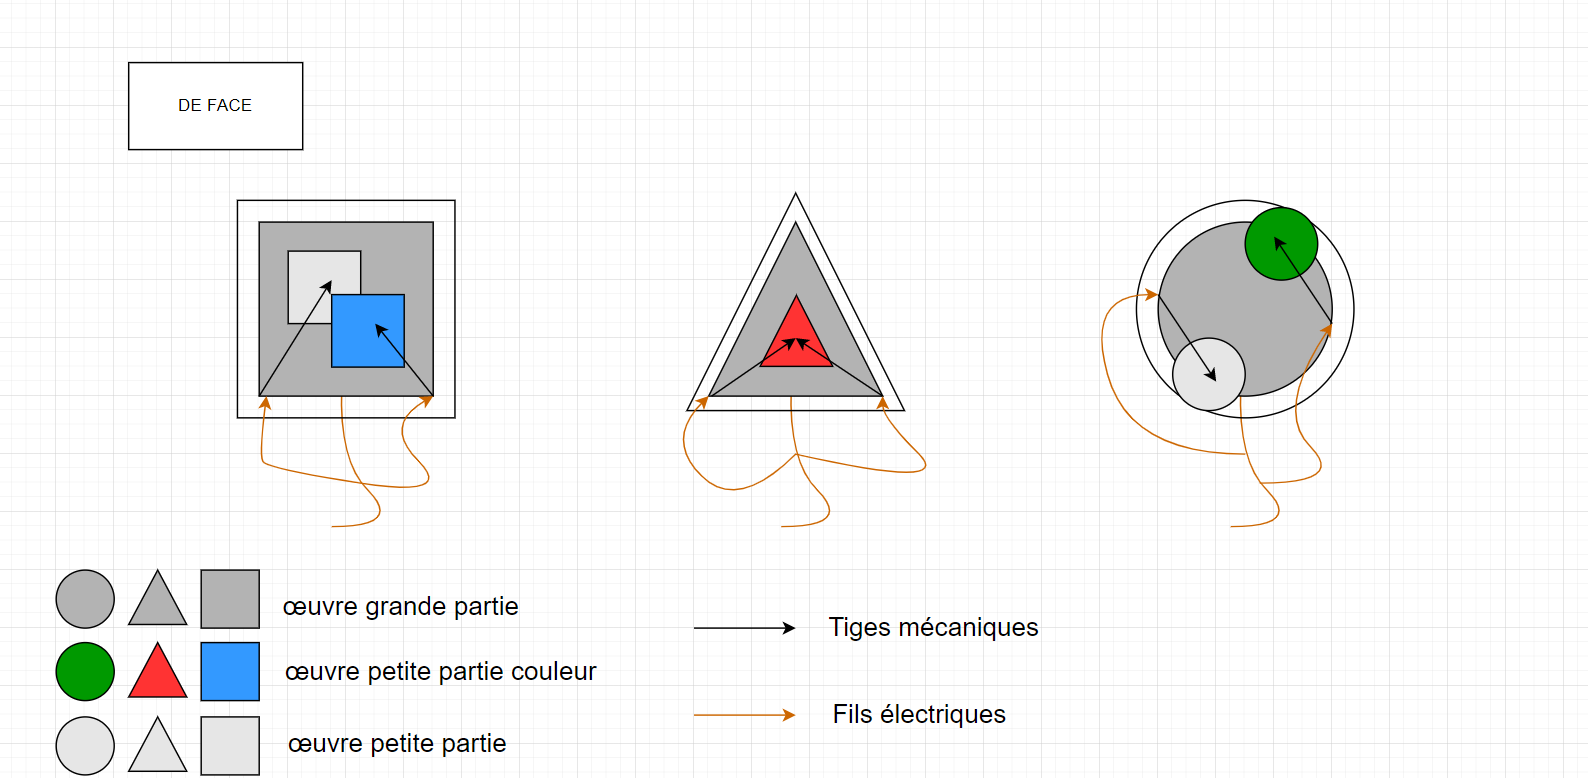 DE FACE
œuvre grande partie
œuvre petite partie couleur
œuvre petite partie
Tiges mécaniques
Fils électriques